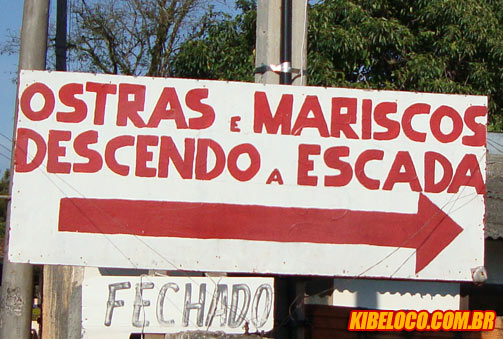 OSTRAS E MARISCOS
DESCENDO A ESCADA
FECHADO
KIBELOCO.COM.BR